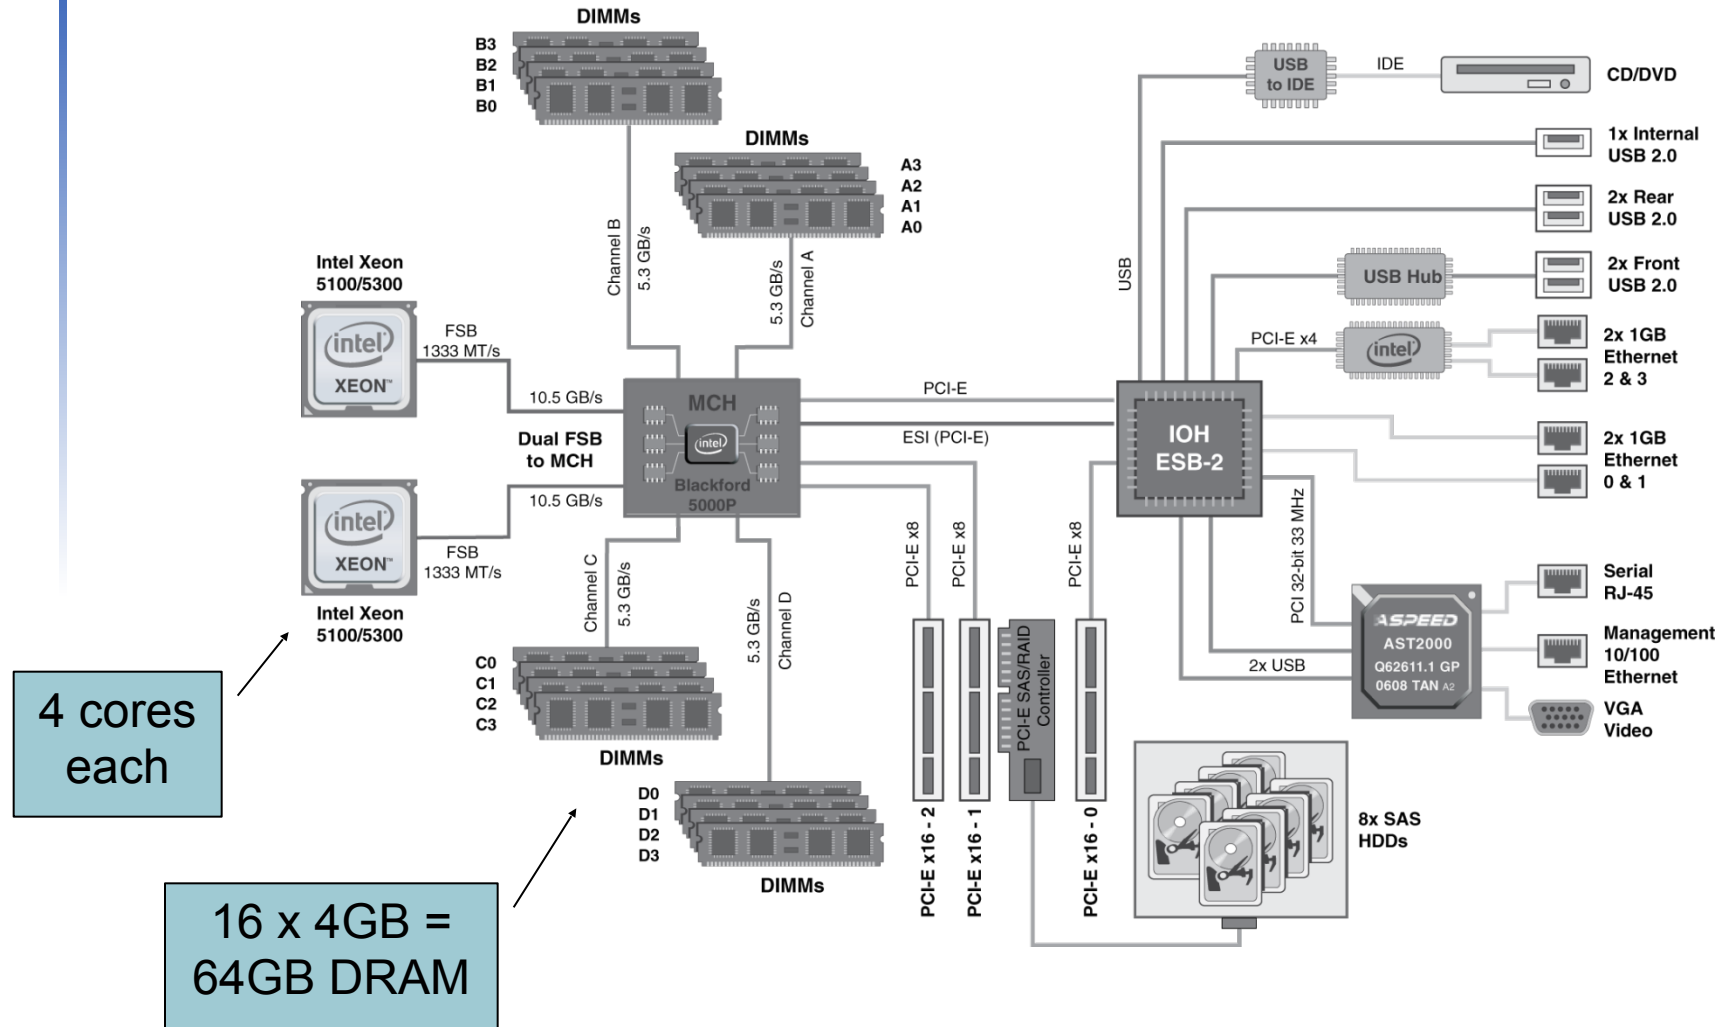 DIMMs
B3
B2
B1
B0
DIMMs
A3
A2
A1
A0
Channel B
5.3 GB/s
5.3 GB/s
Channel A
Intel Xeon
5100/5300
intel
XEON™
FSB
1333 MT/s
10.5 GB/s
Dual FSB
to MCH
10.5 GB/s
intel
XEON™
FSB
1333 MT/s
Intel Xeon
5100/5300
MCH
intel
Blackford
5000P
Channel C
5.3 GB/s
5.3 GB/s
Channel D
C0
C1
C2
C3
DIMMs
D0
D1
D2
D3
DIMMs
4 cores
each
16 x 4GB =
64GB DRAM
PCI-E
ESI (PCI-E)
PCI-E x8
PCI-E x8
PCI-E x8
PCI-E x16 - 2
PCI-E x16 - 1
PCI-E SAS/RAID
Controller
PCI-E x16 - 0
IOH
ESB-2
USB
USB
to IDE
IDE
CD/DVD
1x Internal
USB 2.0
2x Rear
USB 2.0
USB Hub
2x Front
USB 2.0
PCI-E x4
intel
2x 1GB
Ethernet
2 & 3
2x 1GB
Ethernet
0 & 1
PCI 32-bit 33 MHz
2x USB
ASPEED
AST2000
Q62611.1 GP
0608 TAN A2
Serial
RJ-45
Management
10/100
Ethernet
VGA
Video
8x SAS
HDDs